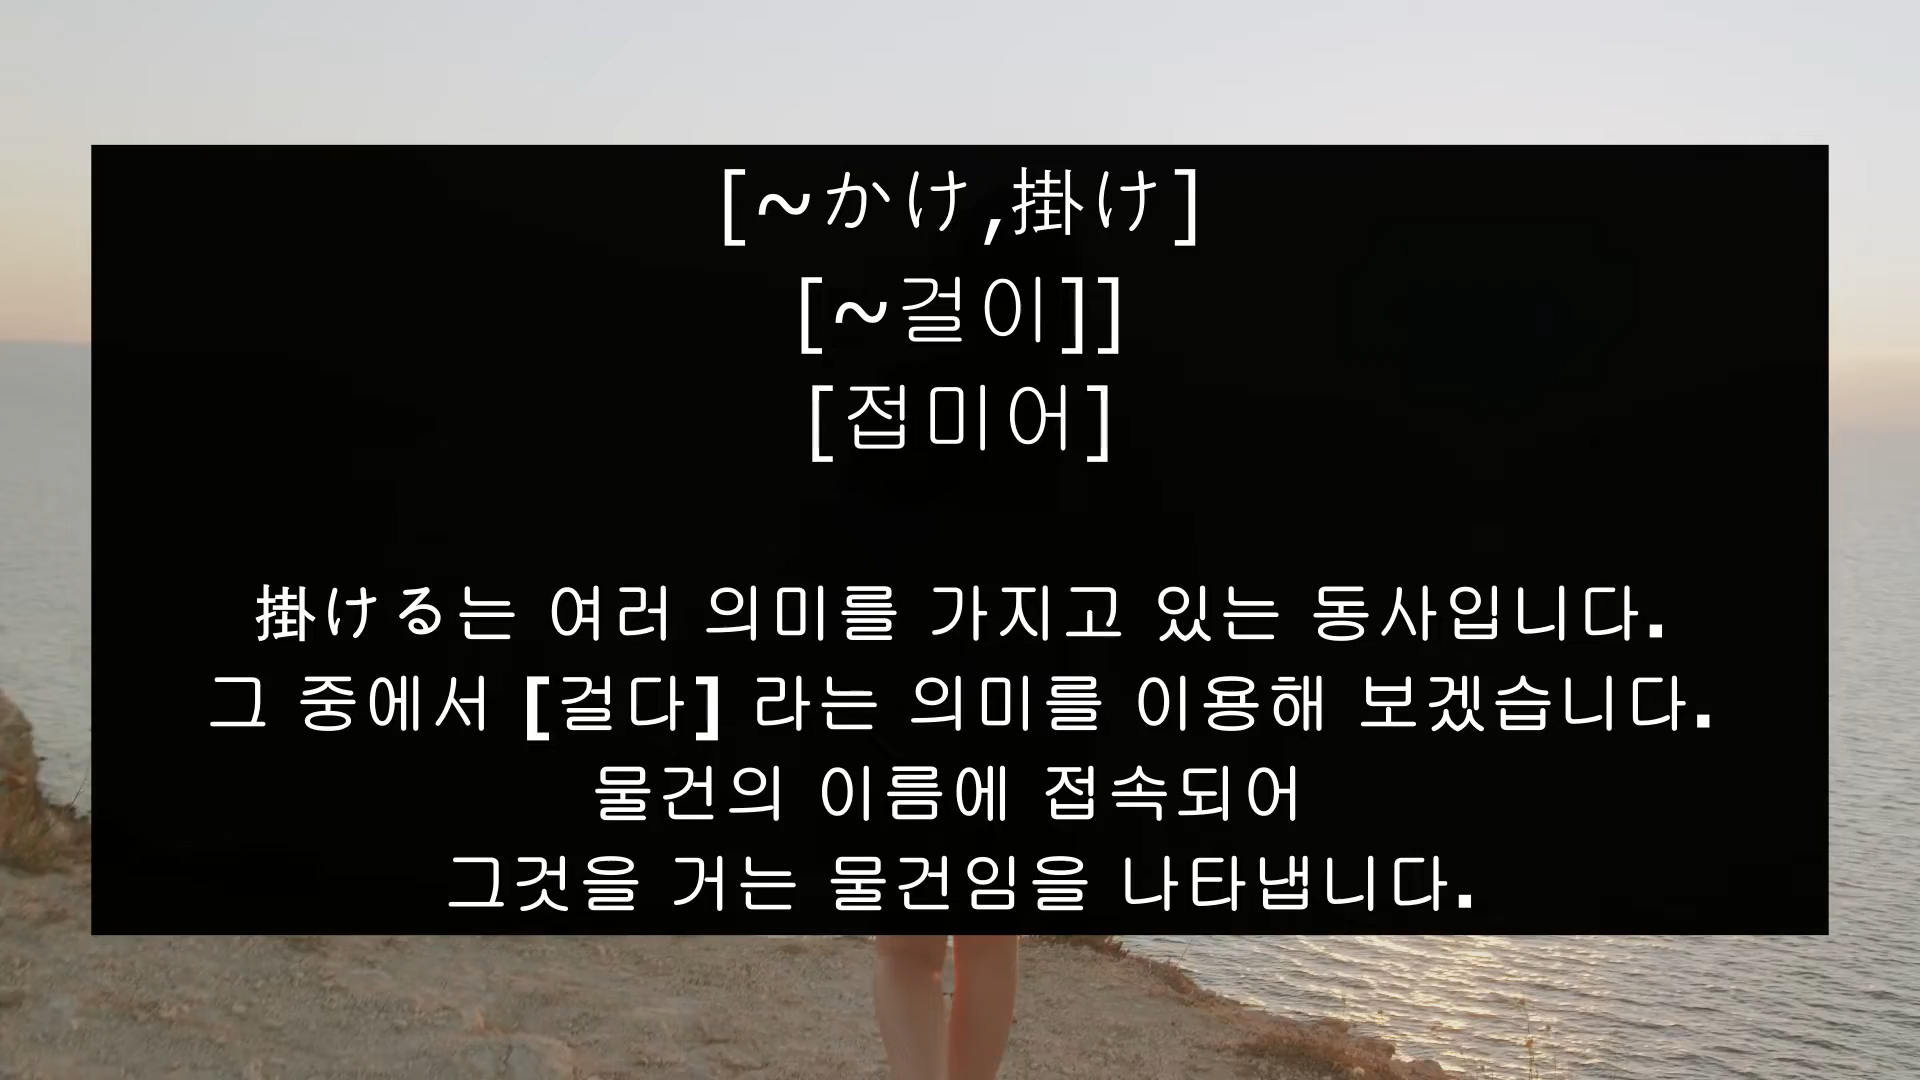 [~かけ,掛け]
[~걸이]]
[접미어]
掛ける는 여러 의미를 가지고 있는 동사입니다.
그 중에서 [걸다] 라는 의미를 이용해 보겠습니다.
물건의 이름에 접속되어
그것을 거는 물건임을 나타냅니다.